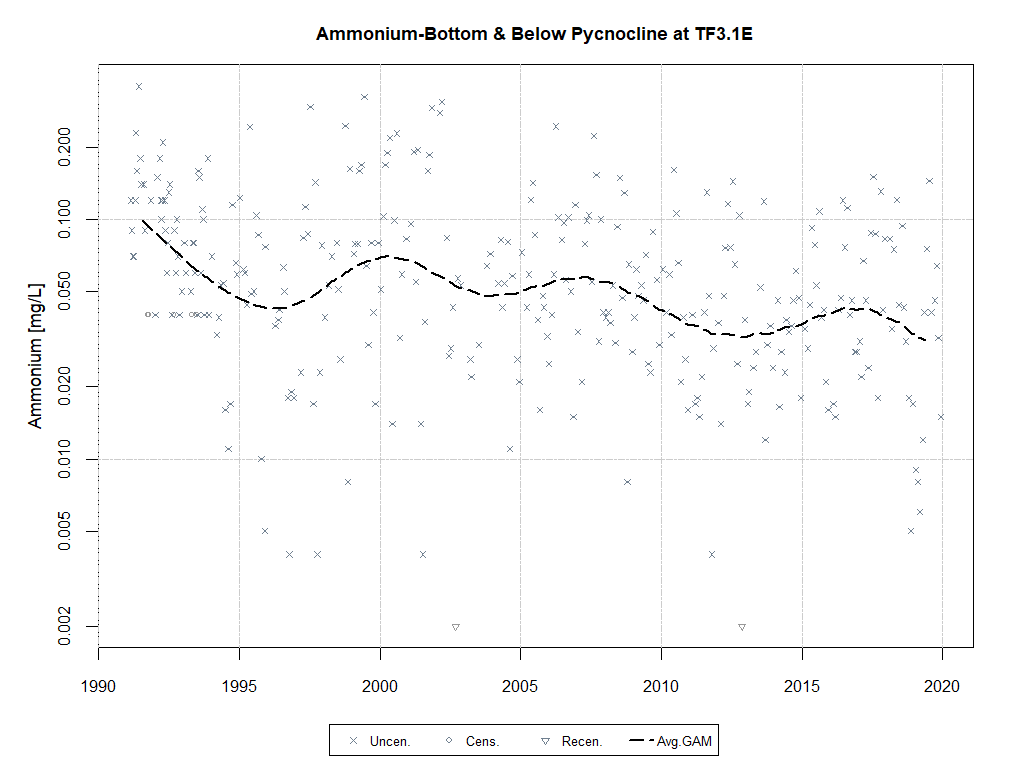 Ammonium-Bottom & Below Pycnocline at TF3.1E
Ammonium [mg/L]
0.200
0.100
0.050
0.020
0.010
0.005
0.002
1990 1995 2000 2005 2010 2015 2020
Uncen. Cens. Recen. Avg.GAM